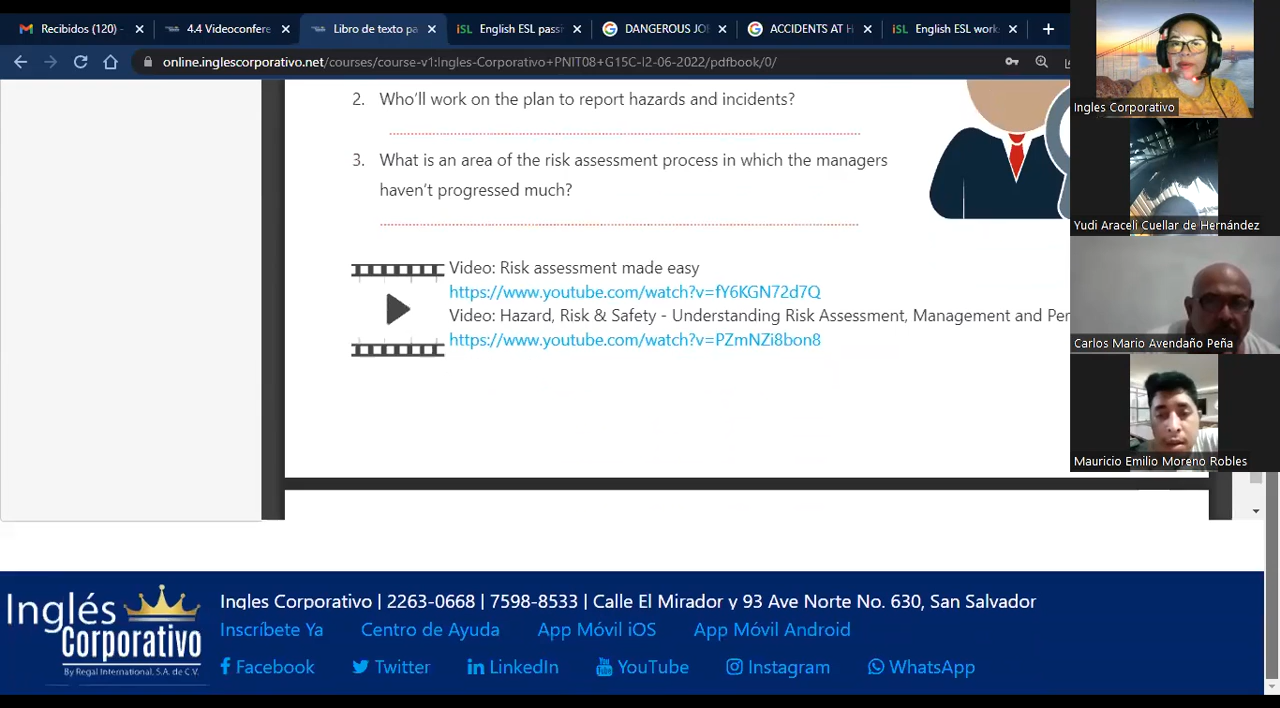 Recibidos (120) -
4.4 Videoconfere
Libro de texto pa
iSL English ESL passi
DANGEROUS JO
ACCIDENTS AT H
iSL English ESL work
online.inglescorporativo.net/courses/course-v1:Ingles-Corporativo+PNIT08+G15C-I2-06-2022/pdfbook/0/
2. Who'll work on the plan to report hazards and incidents?
3. What is an area of the risk assessment process in which the managers
haven't progressed much?
Video: Risk assessment made easy
https://www.youtube.com/watch?v=fY6KGN72d7Q
Video: Hazard, Risk & Safety - Understanding Risk Assessment, Management and Per
https://www.youtube.com/watch?v=PZmNZi8bon8
Ingles Corporativo
Yudi Araceli Cuellar de Hernández
Carlos Mario Avendaño Peña
Mauricio Emilio Moreno Robles
Inglés
Corporativo
By Regal International, S.A. de C.V.
Ingles Corporativo | 2263-0668 | 7598-8533 | Calle El Mirador y 93 Ave Norte No. 630, San Salvador
Inscríbete Ya Centro de Ayuda App Móvil iOS App Móvil Android
Facebook Twitter LinkedIn YouTube Instagram WhatsApp